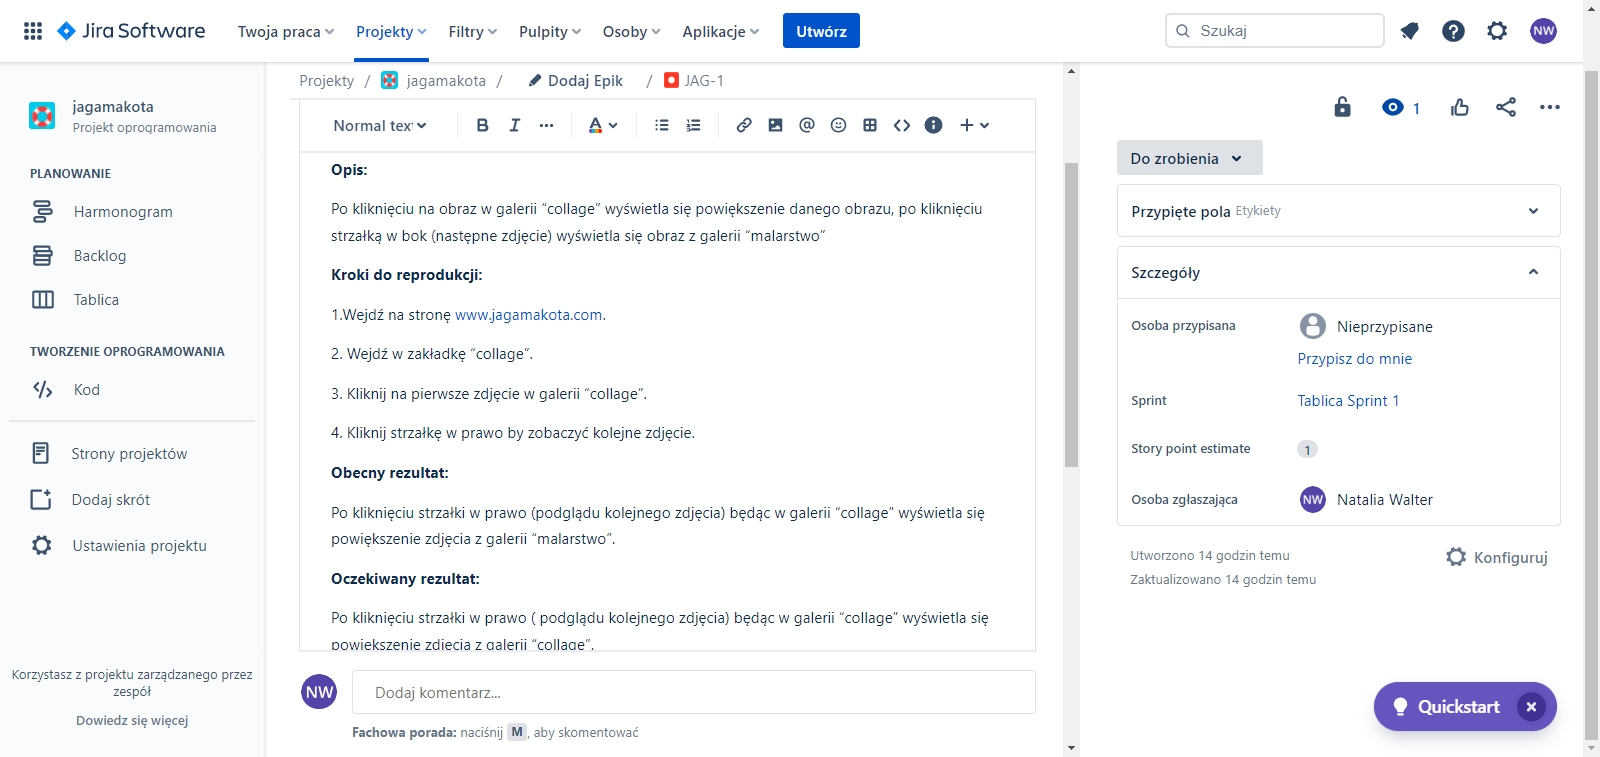 Jira Software Twoja praca Projekty Filtry Pulpity Osoby Aplikacje Utwórz Szukaj NW
jagamakota
Projekt oprogramowania
PLANOWANIE
Harmonogram
Backlog
Tablica
TWORZENIE OPROGRAMOWANIA
Kod
Strony projektów
Dodaj skrót
Ustawienia projektu
Korzystasz z projektu zarządzanego przez
zespół
Dowiedz się więcej
Projekty / jagamakota / Dodaj Epik / JAG-1
Normal tex B I A
Opis:
Po kliknięciu na obraz w galerii “collage” wyświetla się powiększenie danego obrazu, po kliknięciu
strzałką w bok (następne zdjęcie) wyświetla się obraz z galerii “malarstwo”
Kroki do reprodukcji:
1.Wejdź na stronę www.jagamakota.com.
2. Wejdź w zakładkę “collage”.
3. Kliknij na pierwsze zdjęcie w galerii “collage”.
4. Kliknij strzałkę w prawo by zobaczyć kolejne zdjęcie.
Obecny rezultat:
Po kliknięciu strzałki w prawo (podglądu kolejnego zdjęcia) będąc w galerii “collage” wyświetla się
powiększenie zdjęcia z galerii “malarstwo”.
Oczekiwany rezultat:
Po kliknięciu strzałki w prawo ( podglądu kolejnego zdjęcia) będąc w galerii “collage” wyświetla się
powiększenie zdjęcia z galerii “collage”.
NW Dodaj komentarz...
Fachowa porada: naciśnij M, aby skomentować
1
Do zrobienia
Przypięte pola Etykiety
Szczegóły
Osoba przypisana Nieprzypisane
Przypisz do mnie
Sprint Tablica Sprint 1
Story point estimate 1
Osoba zgłaszająca NW Natalia Walter
Utworzono 14 godzin temu
Zaktualizowano 14 godzin temu
Konfiguruj
Quickstart